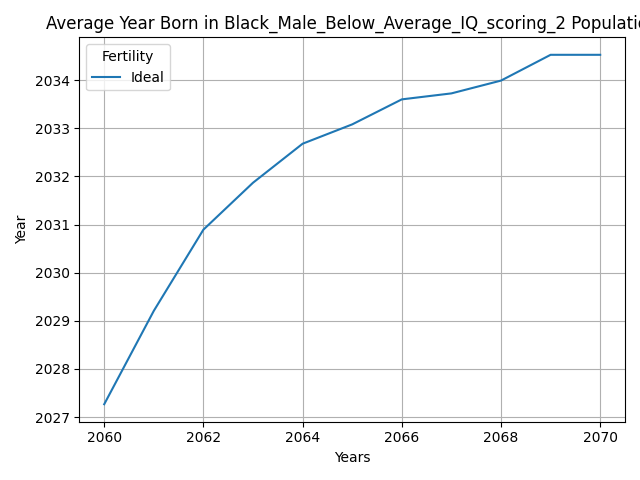 Average Year Born in Black_Male_Below_Average_IQ_scoring_2 Populatio
Fertility
Ideal
2034
2033
2032
2031
2030
2029
2028
2027
Year
2060 2062 2064 2066 2068 2070
Years